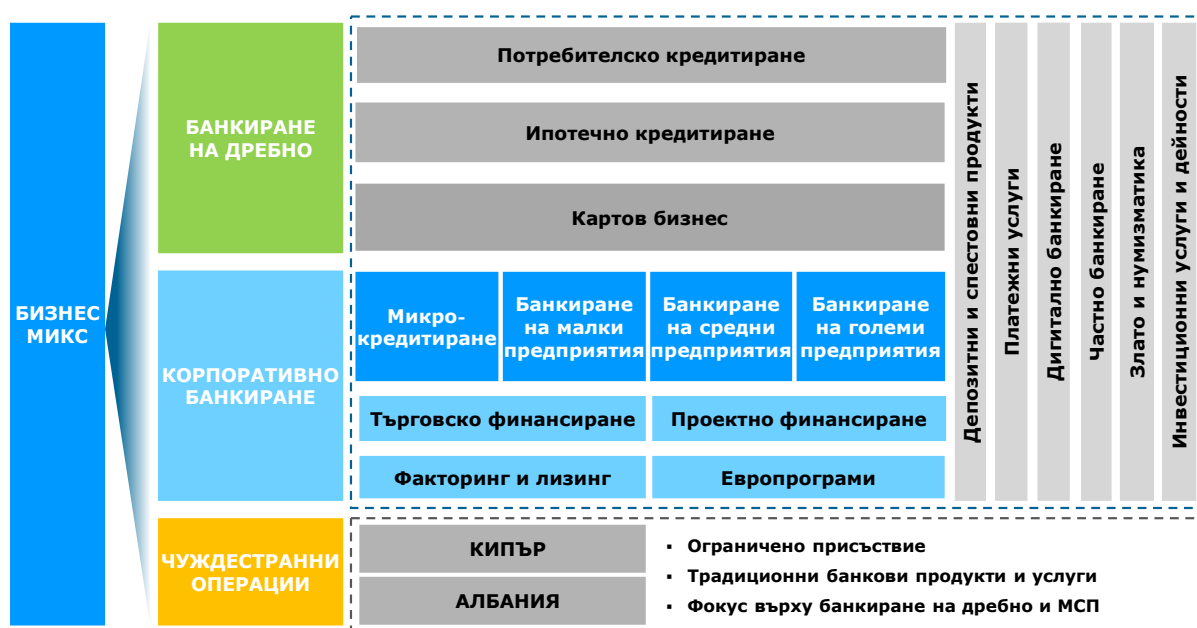 БИЗНЕС
МИКС
БАНКИРАНЕ
НА ДРЕБНО
Потребителско кредитиране
Ипотечно кредитиране
Картов бизнес
КОРПОРАТИВНО
БАНКИРАНЕ
Микро-
кредитиране
Банкиране
на малки
предприятия
Банкиране
на средни
предприятия
Банкиране
на големи
предприятия
Търговско финансиране
Проектно финансиране
Факторинг и лизинг
Европрограми
Депозитни и спестовни продукти
Платежни услуги
Дигитално банкиране
Частно банкиране
Злато и нумизматика
Инвестиционни услуги и дейности
ЧУЖДЕСТРАННИ
ОПЕРАЦИИ
КИПЪР
АЛБАНИЯ
▪ Ограничено присъствие
▪ Традиционни банкови продукти и услуги
▪ Фокус върху банкиране на дребно и МСП